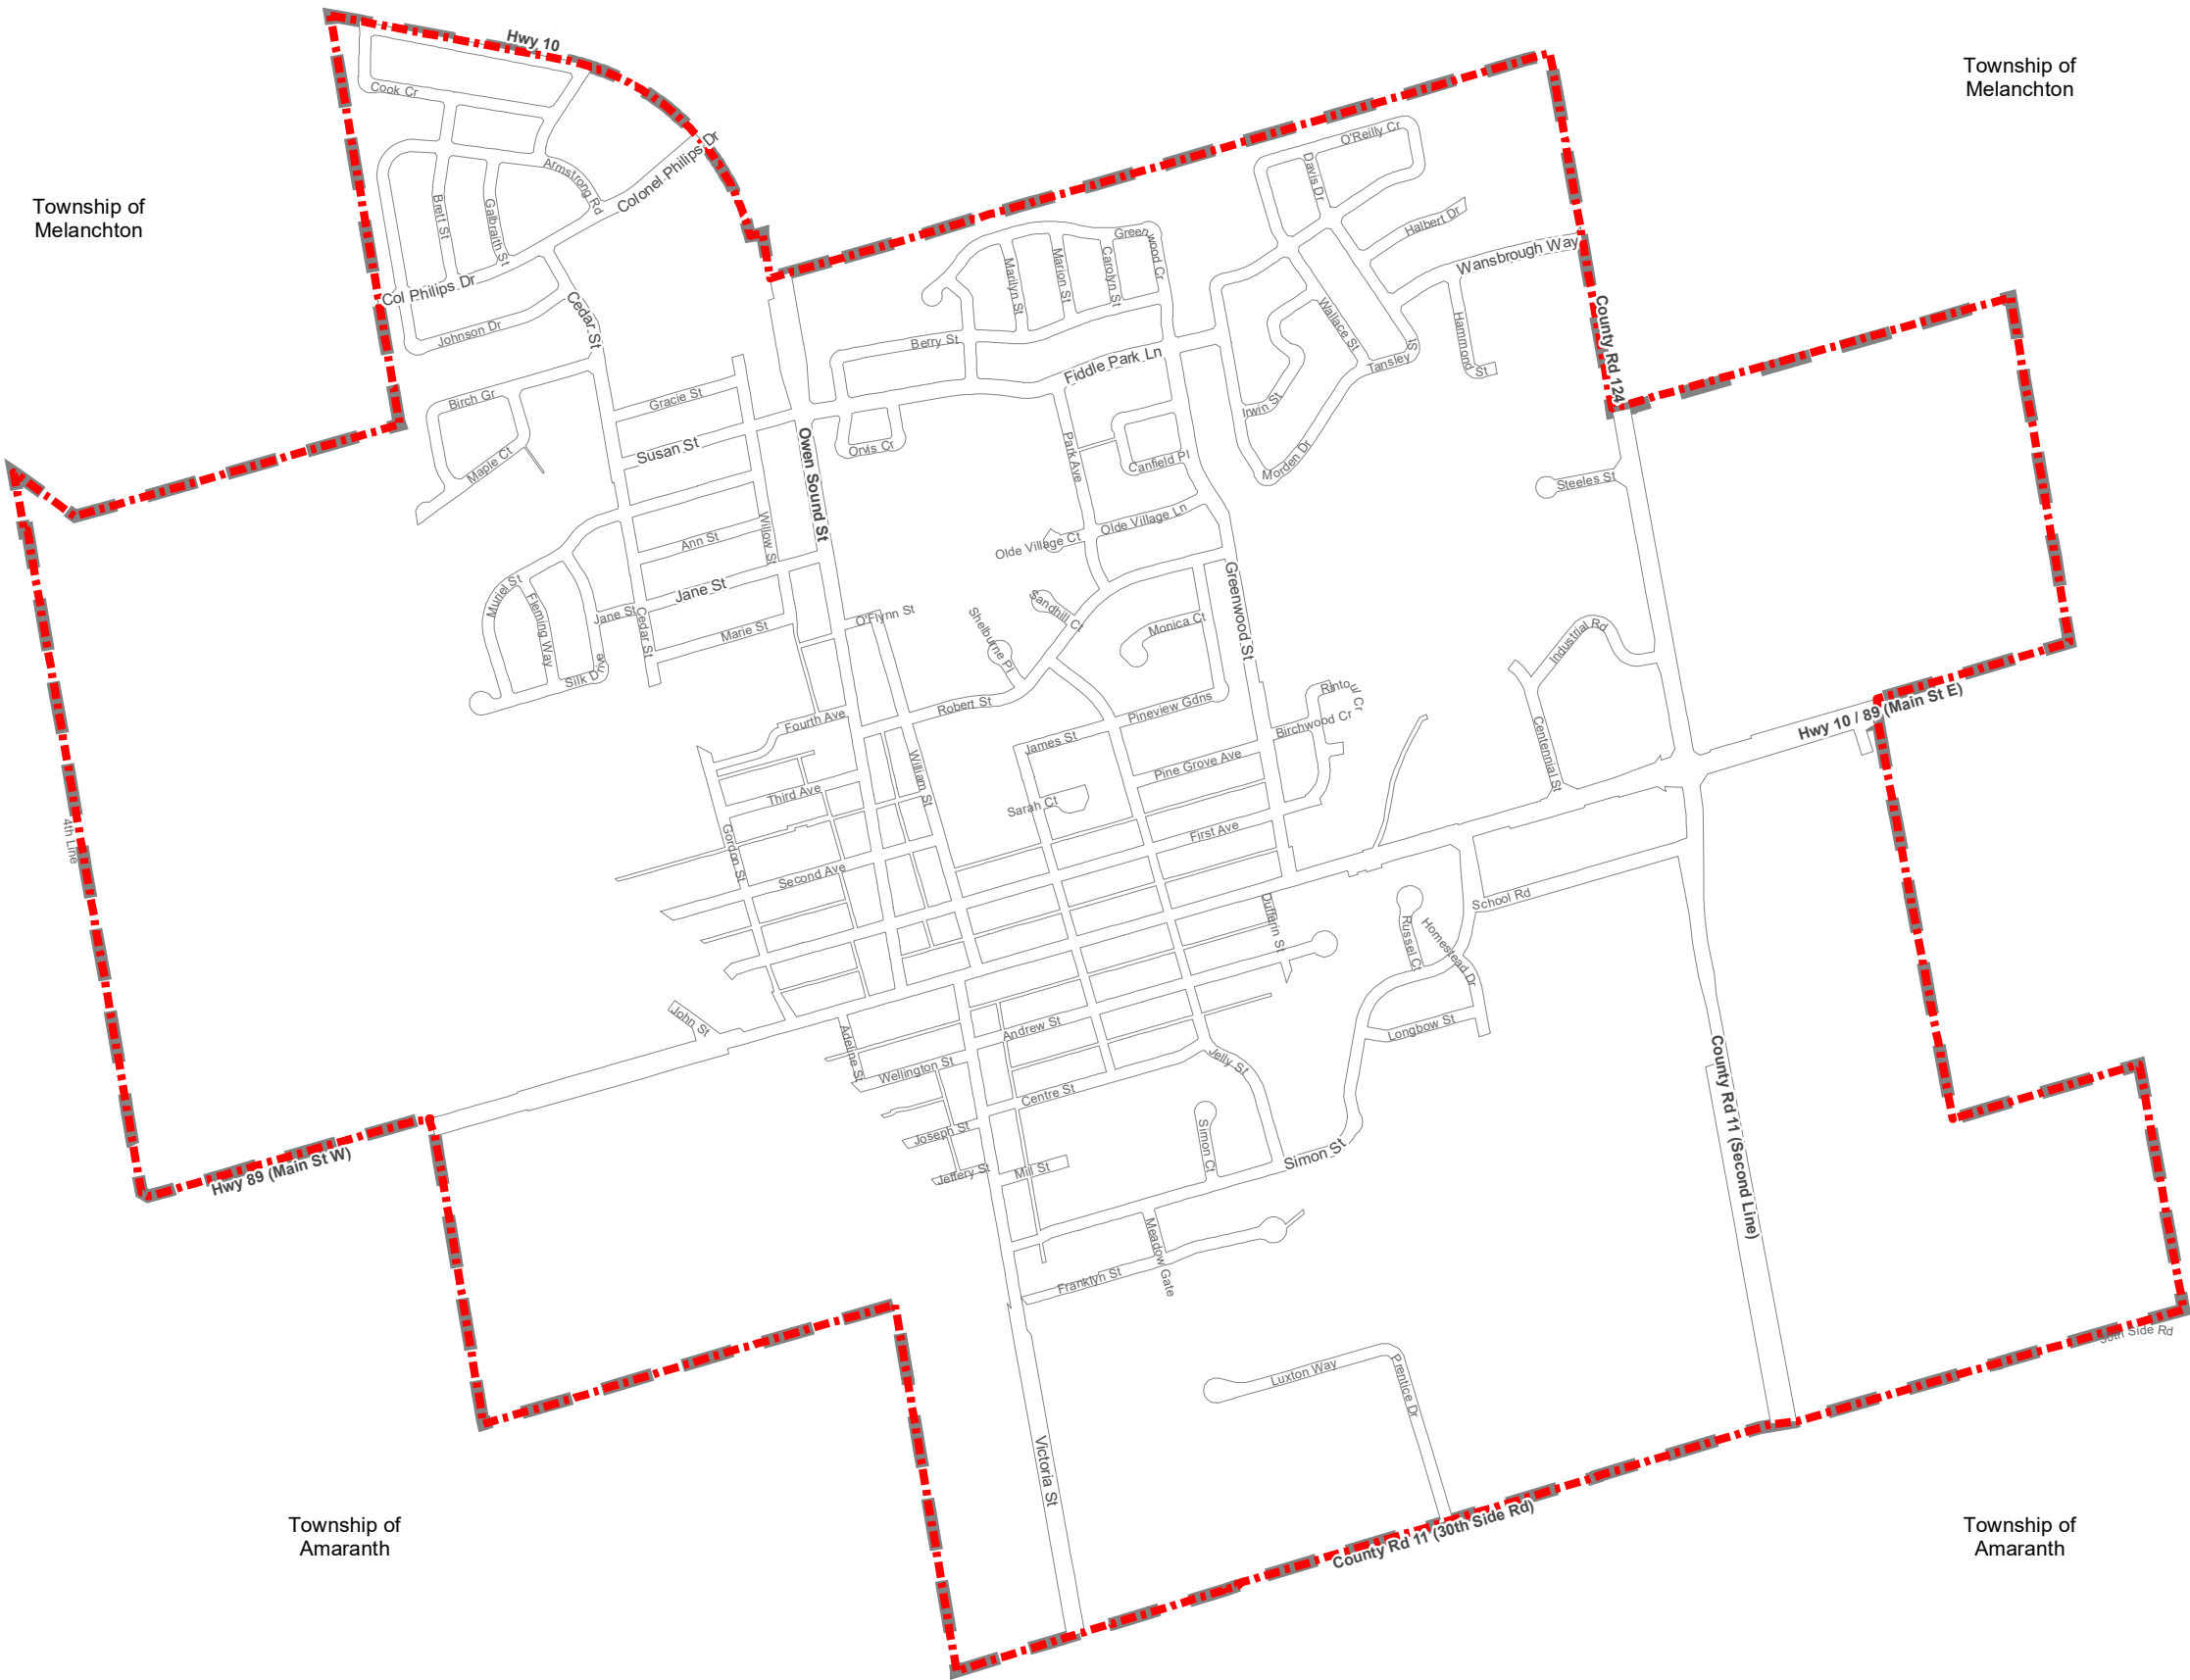 Hwy 10
Township of
Melanchton
Township of
Melanchton
Cook Cr
Armstrong Rd
Colonel Philips Dr
Brett St
Galbraith St
Col Philips Dr
Johnson Dr
Cedar St
O'Reilly Cr
Davis Dr
Halbert Dr
Wansbrough Way
Greenwood Cr
Marilyn St
Marion St
Carolyn St
Berry St
Fiddle Park Ln
Wallace St
Tansley St
Hammond St
County Rd 124
Irwin St
Morden Dr
Birch Gr
Maple Ct
Gracie St
Susan St
Owen Sound St
Orvis Cr
Park Ave
Canfield Pl
Steeles St
Olde Village Ln
Olde Village Ct
Ann St
Willow St
Jane St
Muriel St
Fleming Way
Jane St
Cedar St
Marie St
Silk Drive
O'Flynn St
Shelburne Pl
Sandhill Ct
Monica Ct
Greenwood St
Industrial Rd
Centennial St
Hwy 10 / 89 (Main St E)
Robert St
Pineview Gdns
Rintoul Cr
Birchwood Cr
Fourth Ave
James St
Pine Grove Ave
William St
Third Ave
Sarah Ct
First Ave
Gordon St
Second Ave
4th Line
Dufferin St
School Rd
Russel Ct
Homestead Dr
John St
Adeline St
Andrew St
Longbow St
Wellington St
Jelly St
Centre St
County Rd 11 (Second Line)
Joseph St
Simon Ct
Simon St
Jeffery St
Mill St
Hwy 89 (Main St W)
Meadow Gate
Franklyn St
30th Side Rd
Luxton Way
Prentice Dr
Victoria St
County Rd 11 (30th Side Rd)
Township of
Amaranth
Township of
Amaranth